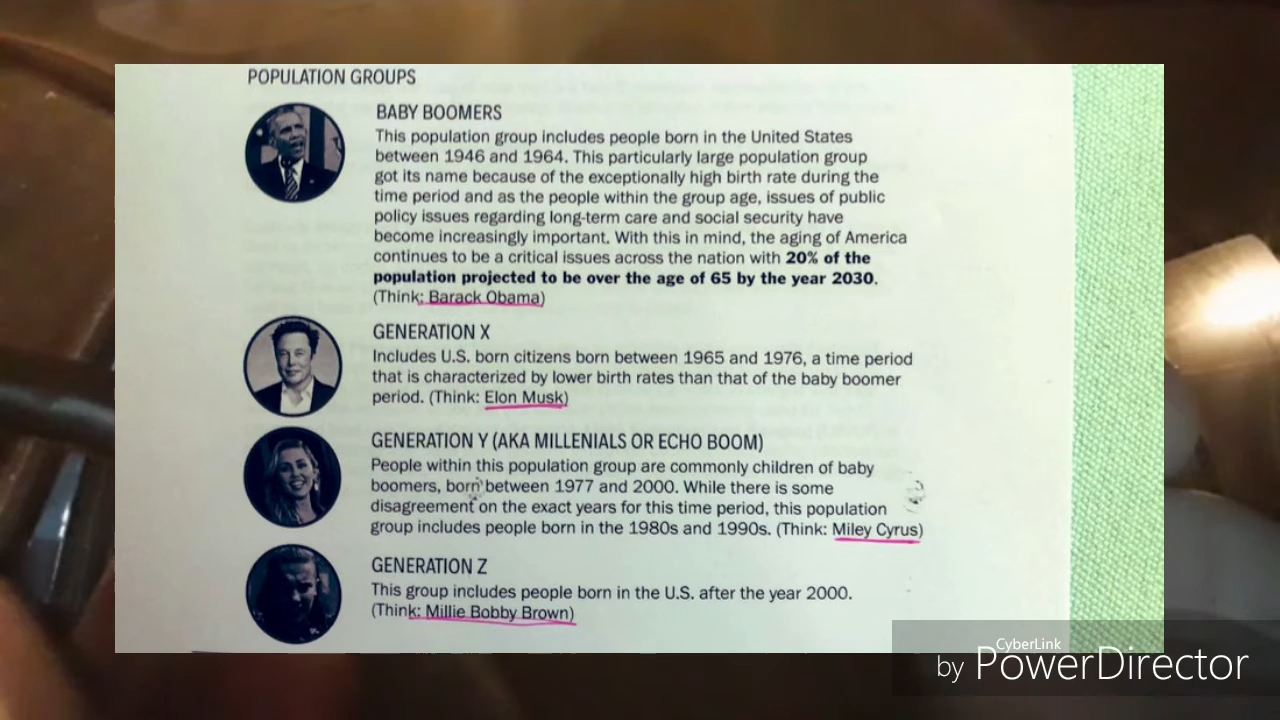 POPULATION GROUPS
BABY BOOMERS
This population group includes people born in the United States
between 1946 and 1964. This particularly large population group
got its name because of the exceptionally high birth rate during the
time period and as the people within the group age, issues of public
policy issues regarding long-term care and social security have
become increasingly important. With this in mind, the aging of America
continues to be a critical issues across the nation with 20% of the
population projected to be over the age of 65 by the year 2030.
(Think: Barack Obama)
GENERATION X
Includes U.S. born citizens born between 1965 and 1976, a time period
that is characterized by lower birth rates than that of the baby boomer
period. (Think: Elon Musk)
GENERATION Y (AKA MILLENIALS OR ECHO BOOM)
People within this population group are commonly children of baby
boomers, born between 1977 and 2000. While there is some
disagreement on the exact years for this time period, this population
group includes people born in the 1980s and 1990s. (Think: Miley Cyrus)
GENERATION Z
This group includes people born in the U.S. after the year 2000.
(Think: Millie Bobby Brown)
CyberLink
by PowerDirector